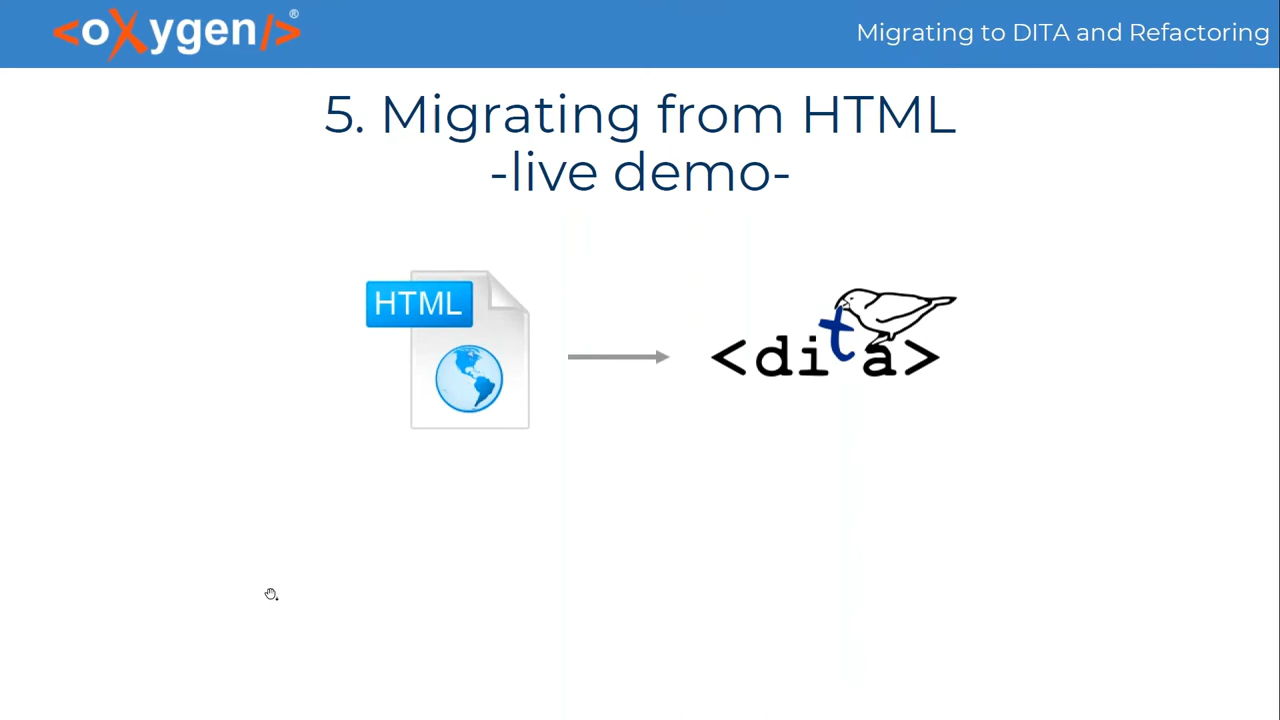 <oXygen/>®
Migrating to DITA and Refactoring
5. Migrating from HTML
-live demo-
HTML
<dita>